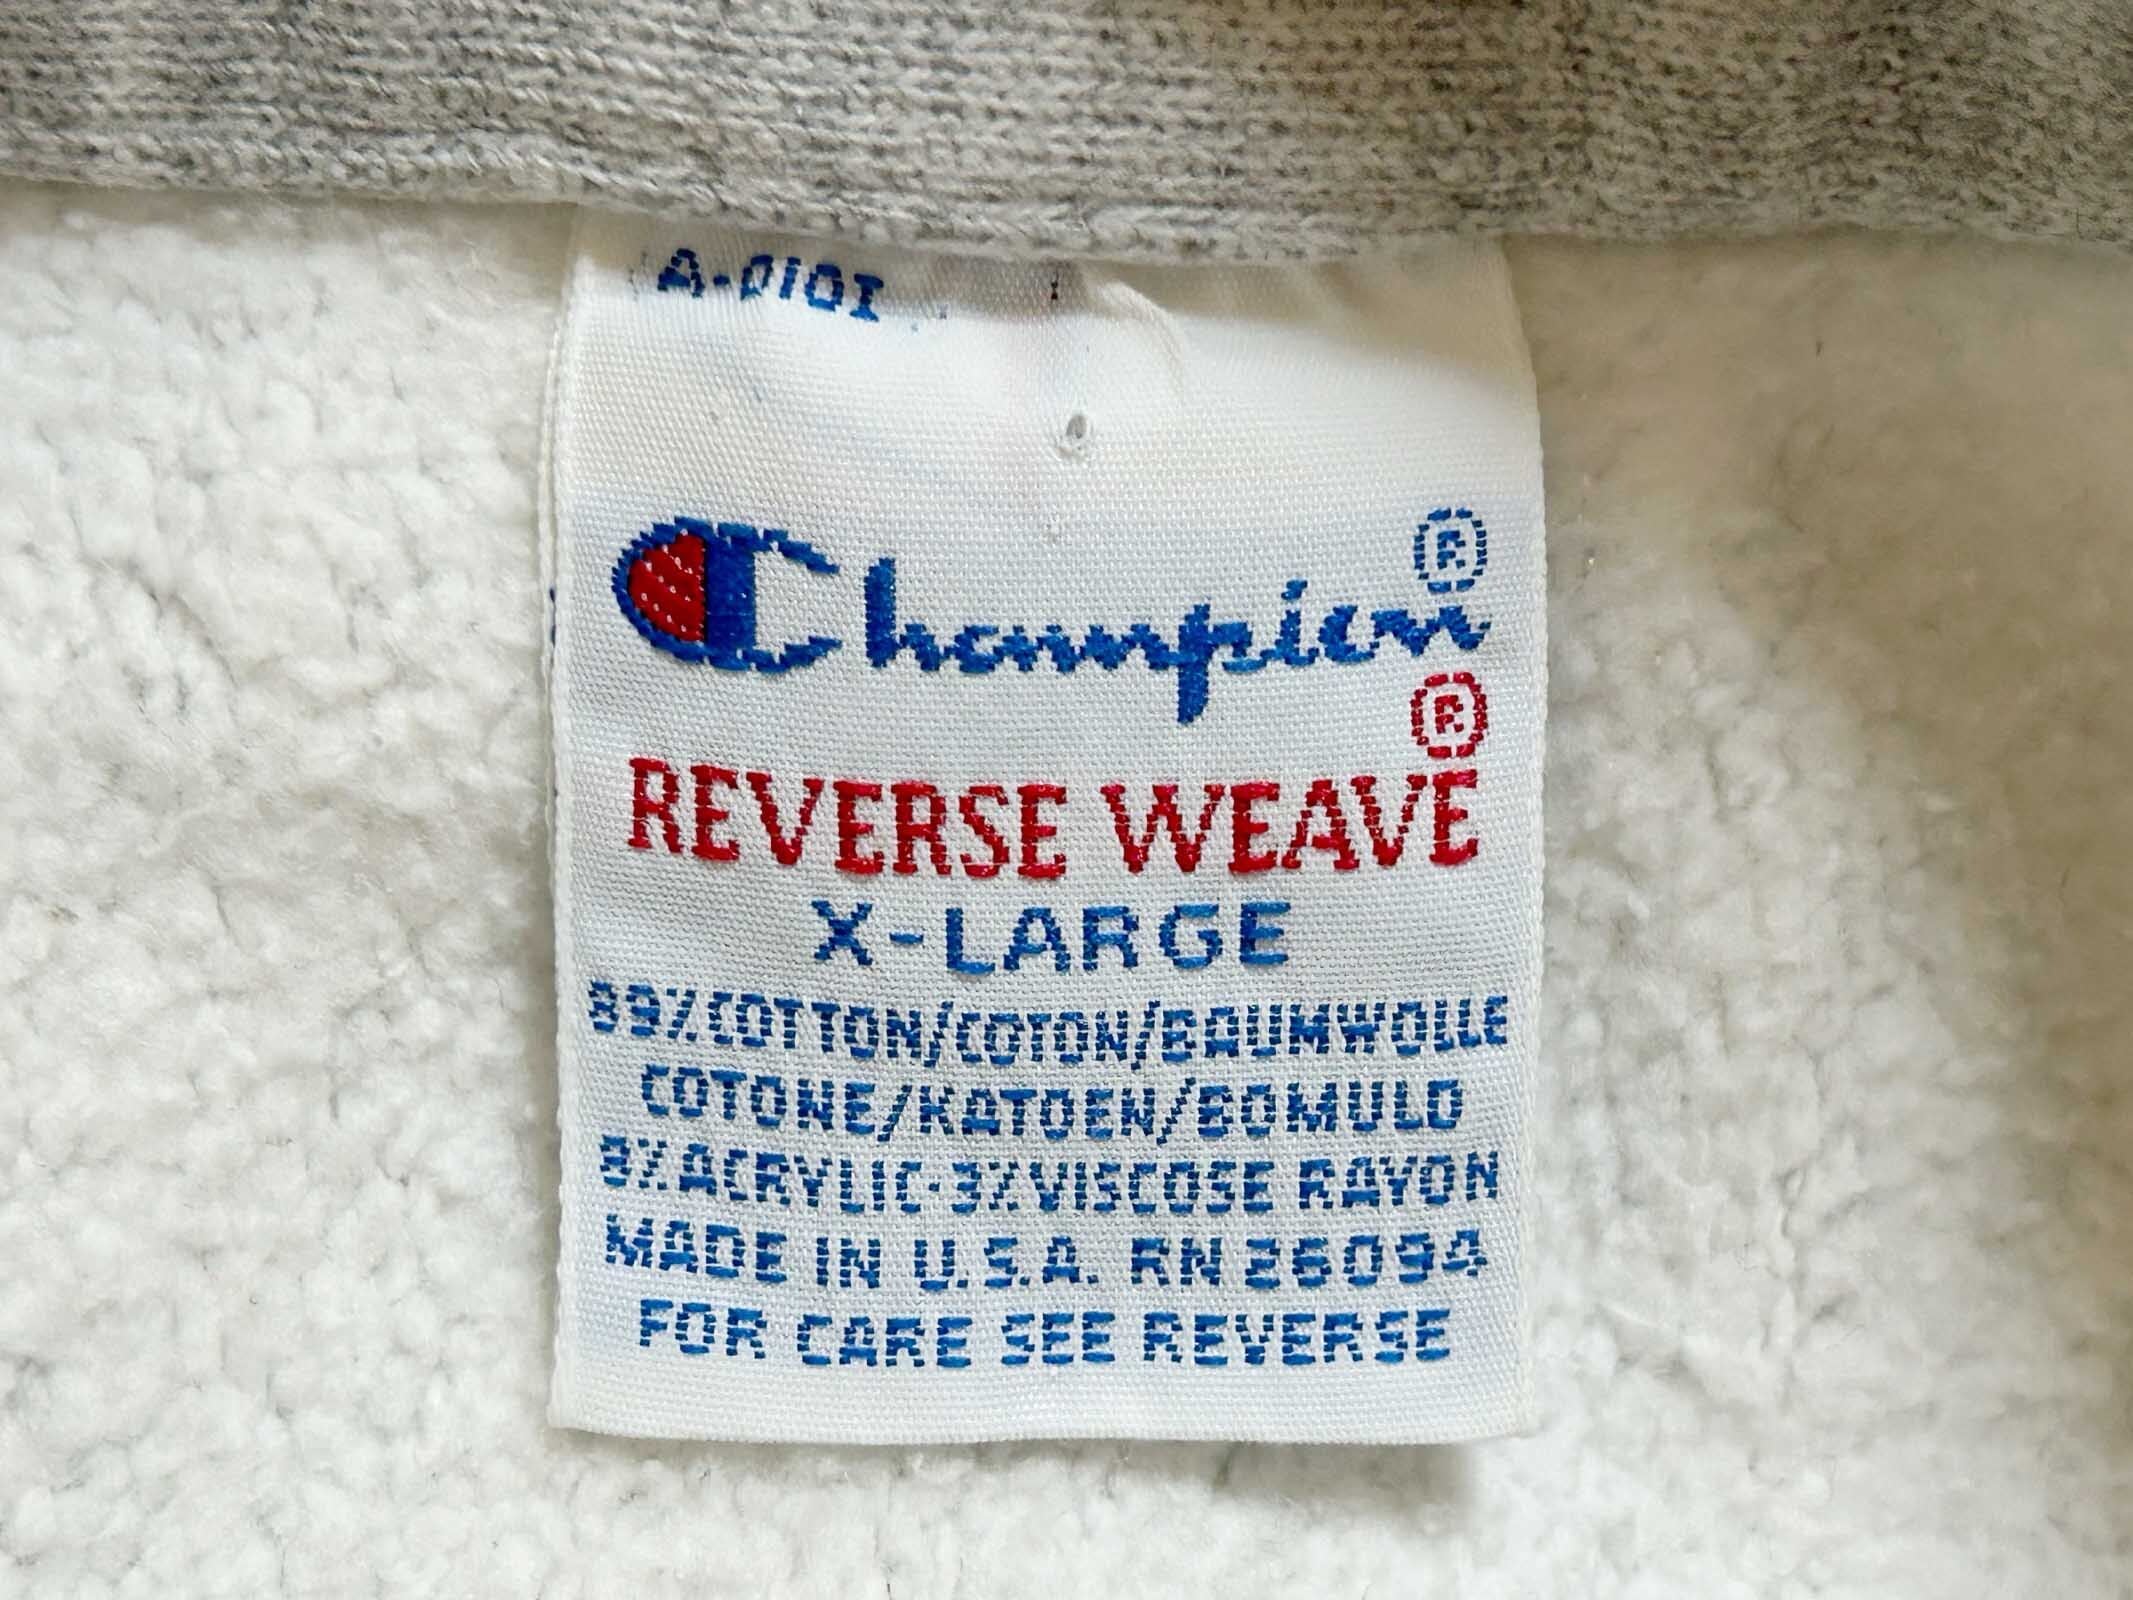 A-0101
Champion®
®
REVERSE WEAVE
X-LARGE
89% COTTON/COTON/BAUMWOLLE
COTONE/KATOEN/BOMULD
8% ACRYLIC-3% VISCOSE RAYON
MADE IN U.S.A. RN 26094
FOR CARE SEE REVERSE